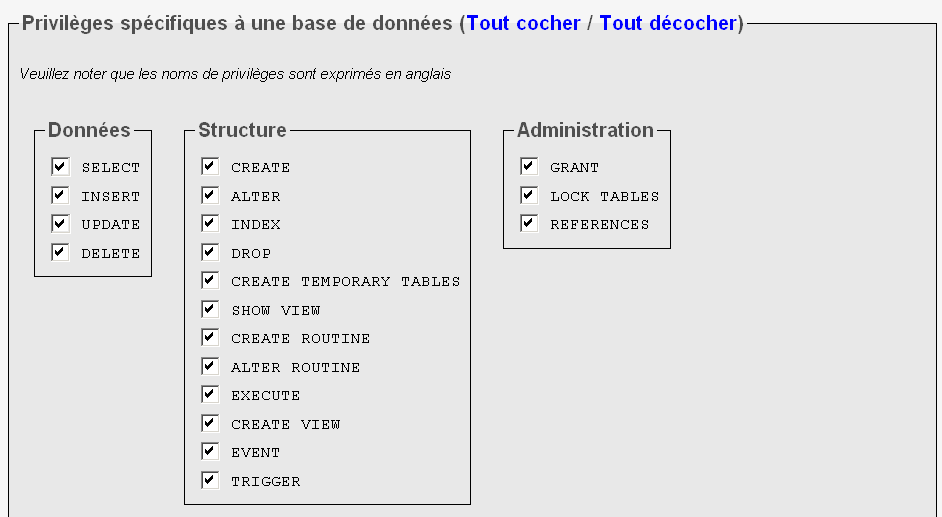 Privilèges spécifiques à une base de données (Tout cocher / Tout décocher)
Veuillez noter que les noms de privilèges sont exprimés en anglais
Données
SELECT
INSERT
UPDATE
DELETE
Structure
CREATE
ALTER
INDEX
DROP
CREATE TEMPORARY TABLES
SHOW VIEW
CREATE ROUTINE
ALTER ROUTINE
EXECUTE
CREATE VIEW
EVENT
TRIGGER
Administration
GRANT
LOCK TABLES
REFERENCES